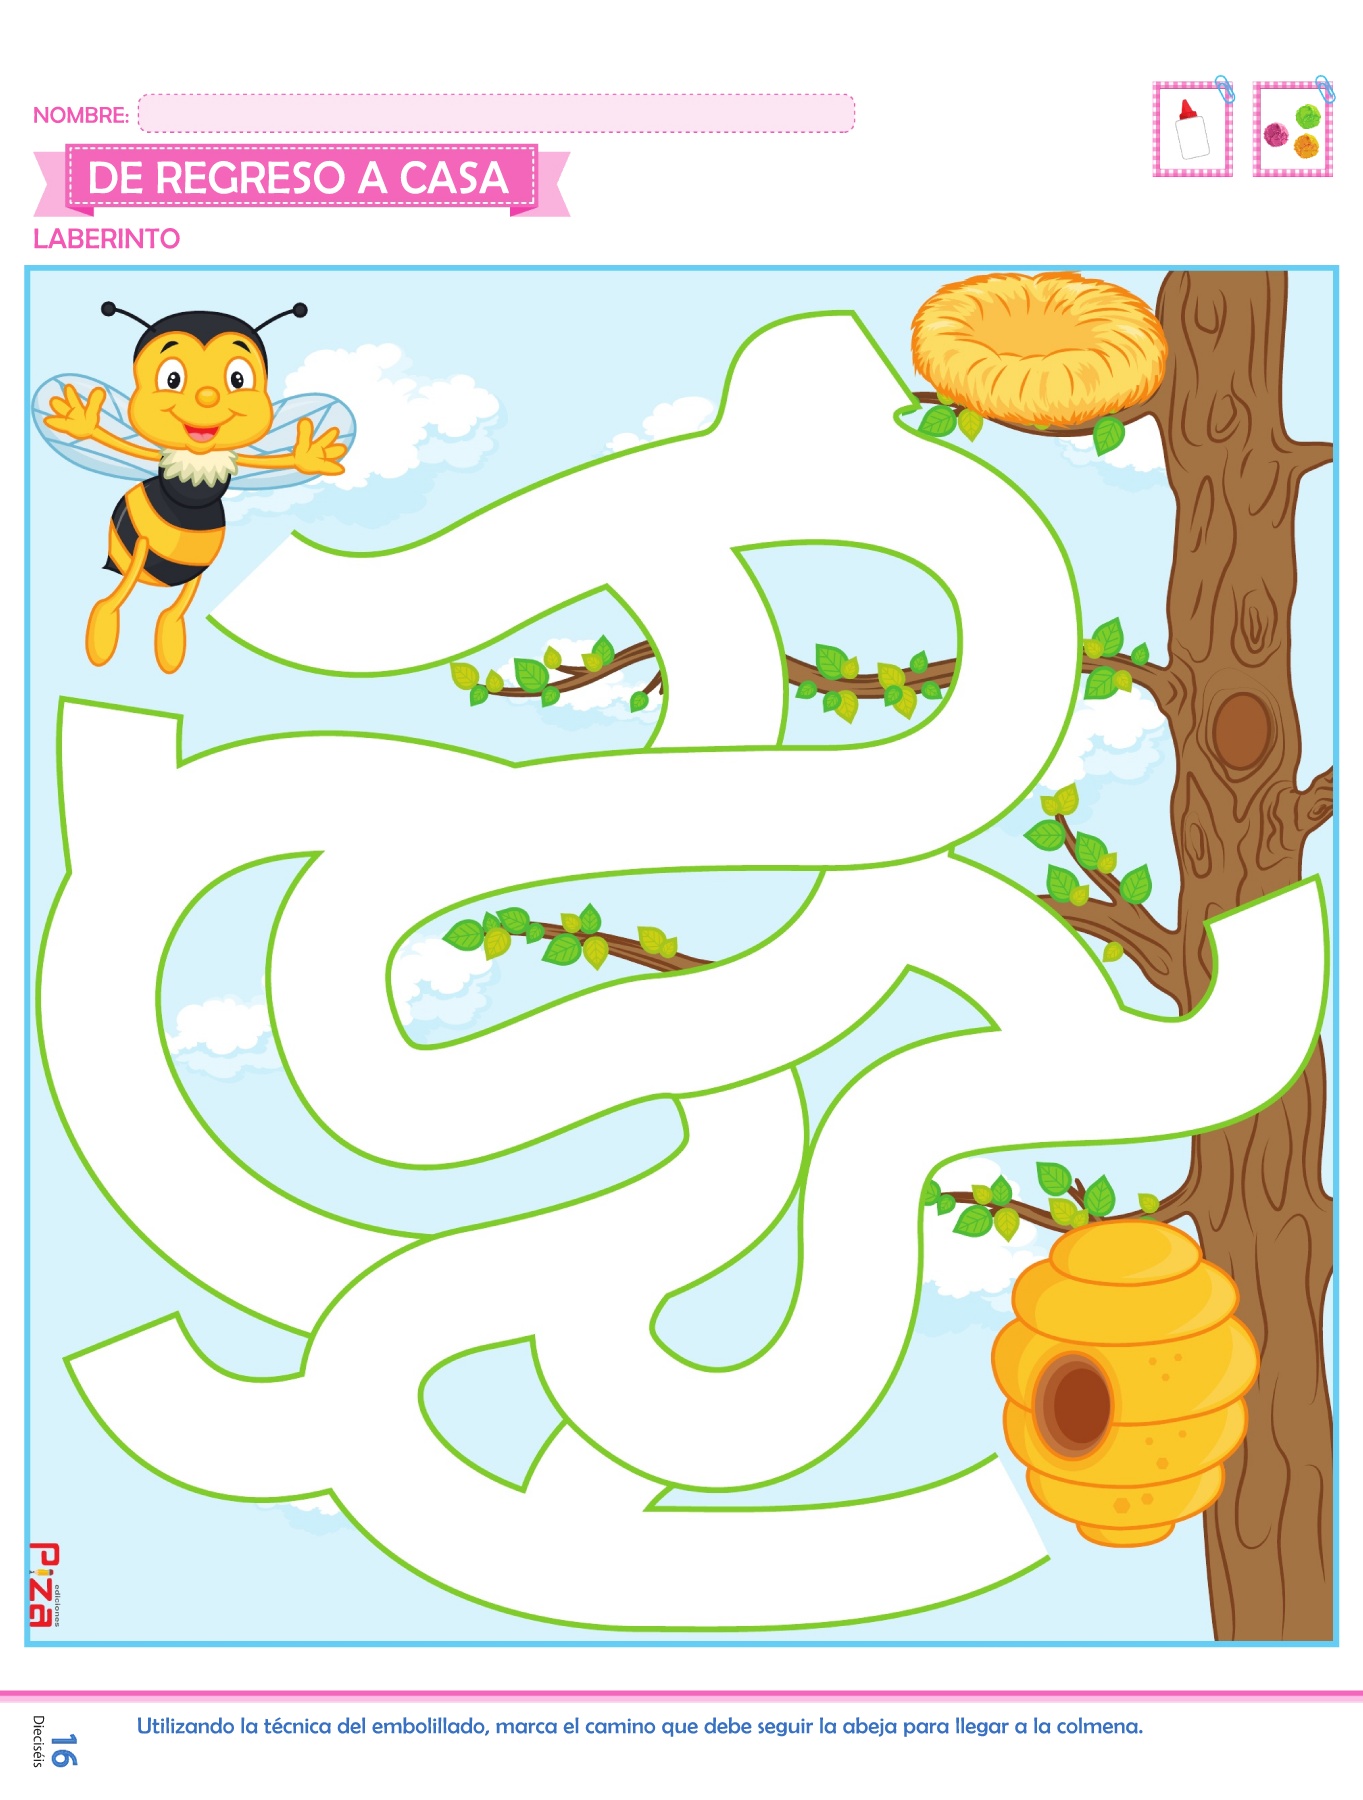 NOMBRE:
DE REGRESO A CASA
LABERINTO
Piza
ediciones
Utilizando la técnica del embolillado, marca el camino que debe seguir la abeja para llegar a la colmena.
16
Dieciséis